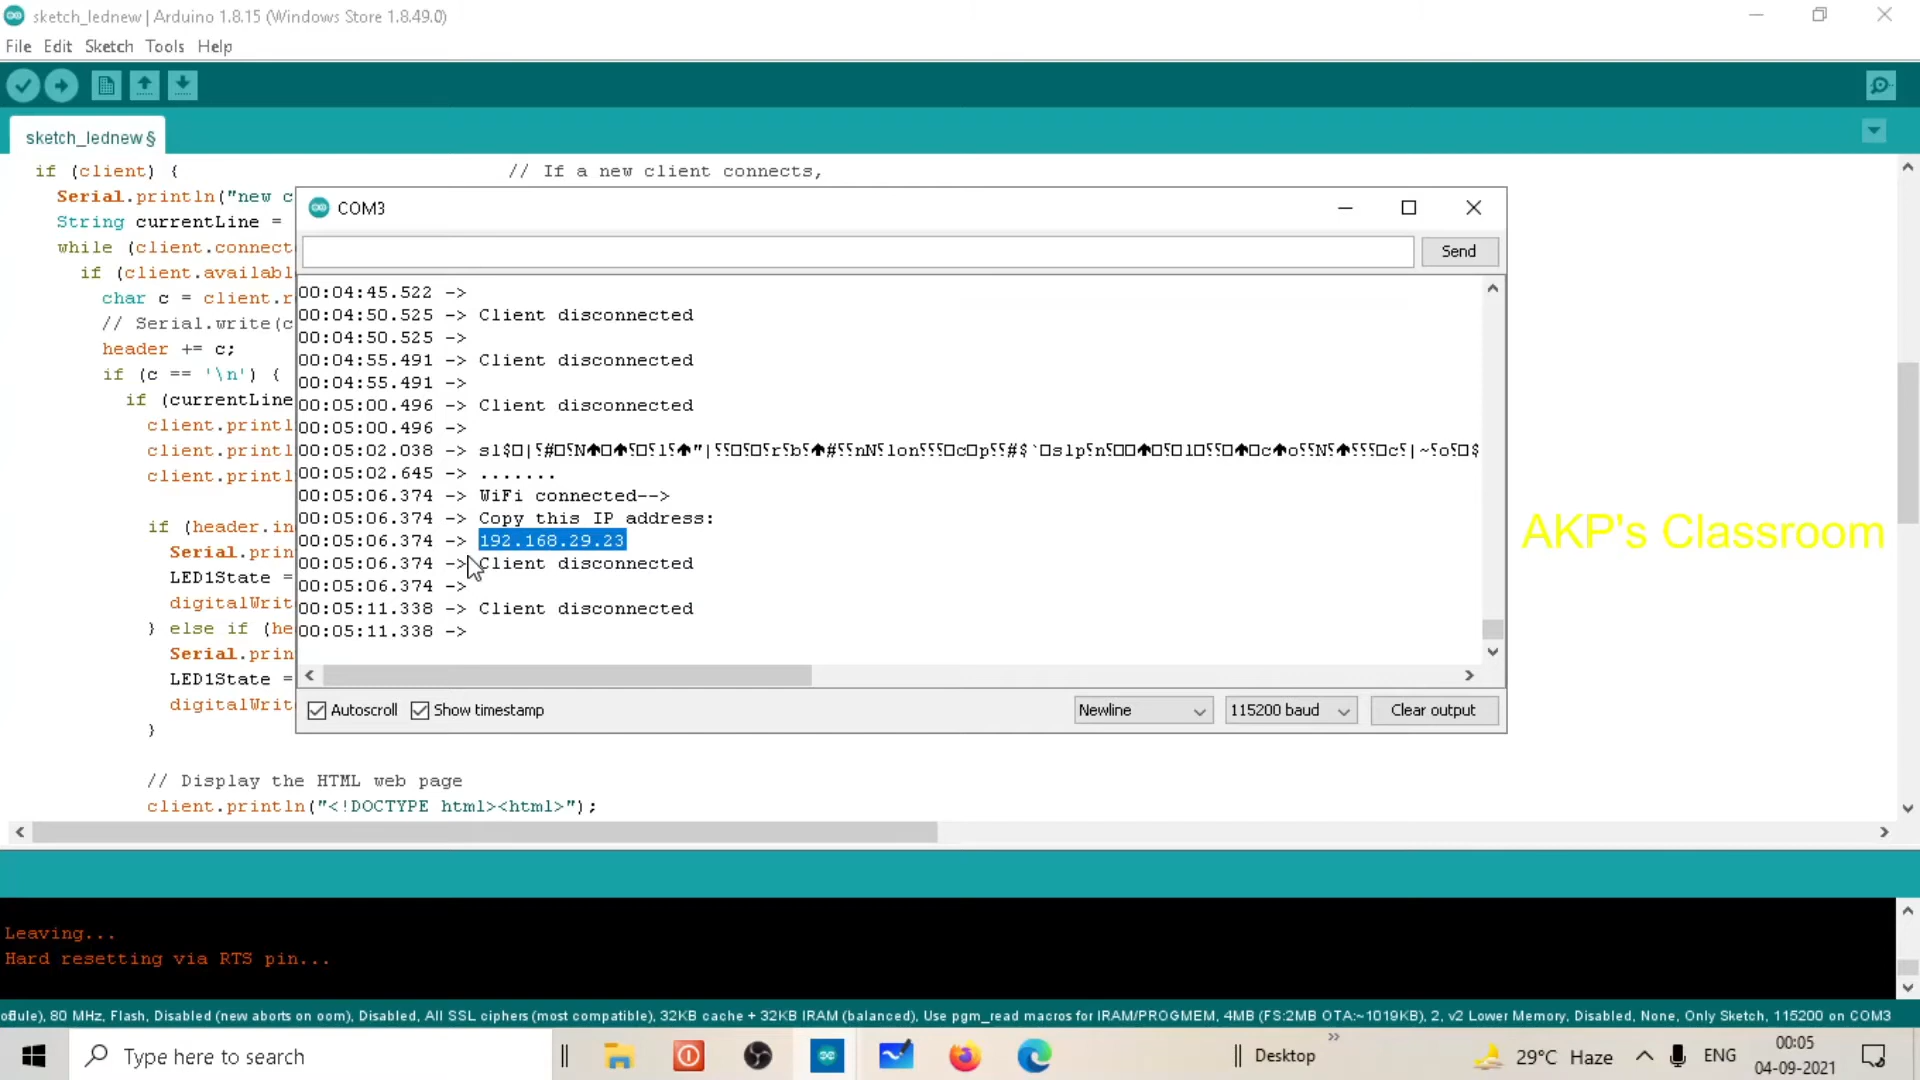 sketch_lednew | Arduino 1.8.15 (Windows Store 1.8.49.0)
File Edit Sketch Tools Help
sketch_lednew §
if (client) { // If a new client connects,
Serial.println("new c
String currentLine =
while (client.connect
if (client.availabl
char c = client.r
// Serial.write(c
header += c;
if (c == '\n') {
if (currentLine
client.printl
client.printl
client.printl
if (header.in
Serial.prin
LED1State =
digitalWrit
} else if (he
Serial.prin
LED1State =
digitalWrit
}
// Display the HTML web page
client.println("<!DOCTYPE html><html>");
COM3
Send
00:04:45.522 ->
00:04:50.525 -> Client disconnected
00:04:50.525 ->
00:04:55.491 -> Client disconnected
00:04:55.491 ->
00:05:00.496 -> Client disconnected
00:05:00.496 ->
00:05:02.038 ->
00:05:02.645 -> .......
00:05:06.374 -> WiFi connected-->
00:05:06.374 -> Copy this IP address:
00:05:06.374 -> 192.168.29.23
00:05:06.374 -> Client disconnected
00:05:06.374 ->
00:05:11.338 -> Client disconnected
00:05:11.338 ->
Autoscroll Show timestamp Newline 115200 baud Clear output
AKP's Classroom
Leaving...
Hard resetting via RTS pin...
odule), 80 MHz, Flash, Disabled (new aborts on oom), Disabled, All SSL ciphers (most compatible), 32KB cache + 32KB IRAM (balanced), Use pgm_read macros for IRAM/PROGMEM, 4MB (FS:2MB OTA:~1019KB), 2, v2 Lower Memory, Disabled, None, Only Sketch, 115200 on COM3
Type here to search Desktop 29°C Haze ENG 00:05
04-09-2021